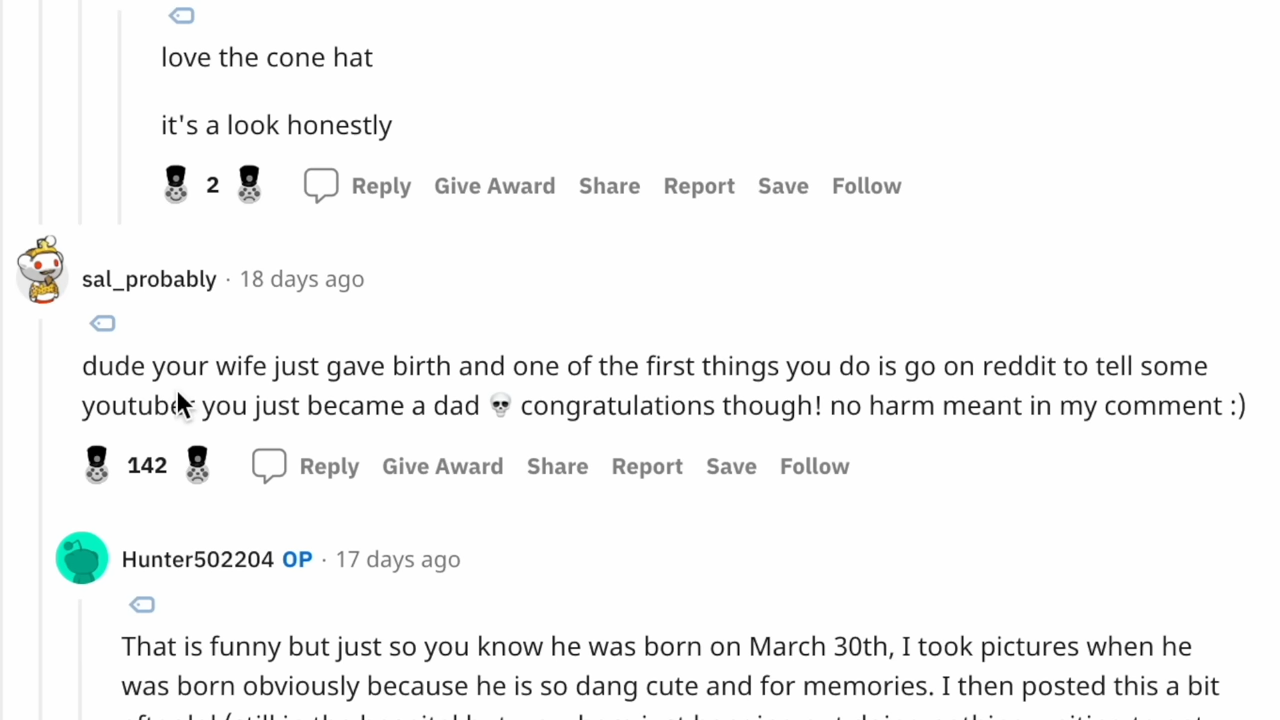 love the cone hat
it's a look honestly
2 Reply Give Award Share Report Save Follow
sal_probably · 18 days ago
dude your wife just gave birth and one of the first things you do is go on reddit to tell some
youtuber you just became a dad 💀 congratulations though! no harm meant in my comment :)
142 Reply Give Award Share Report Save Follow
Hunter502204 OP · 17 days ago
That is funny but just so you know he was born on March 30th, I took pictures when he
was born obviously because he is so dang cute and for memories. I then posted this a bit